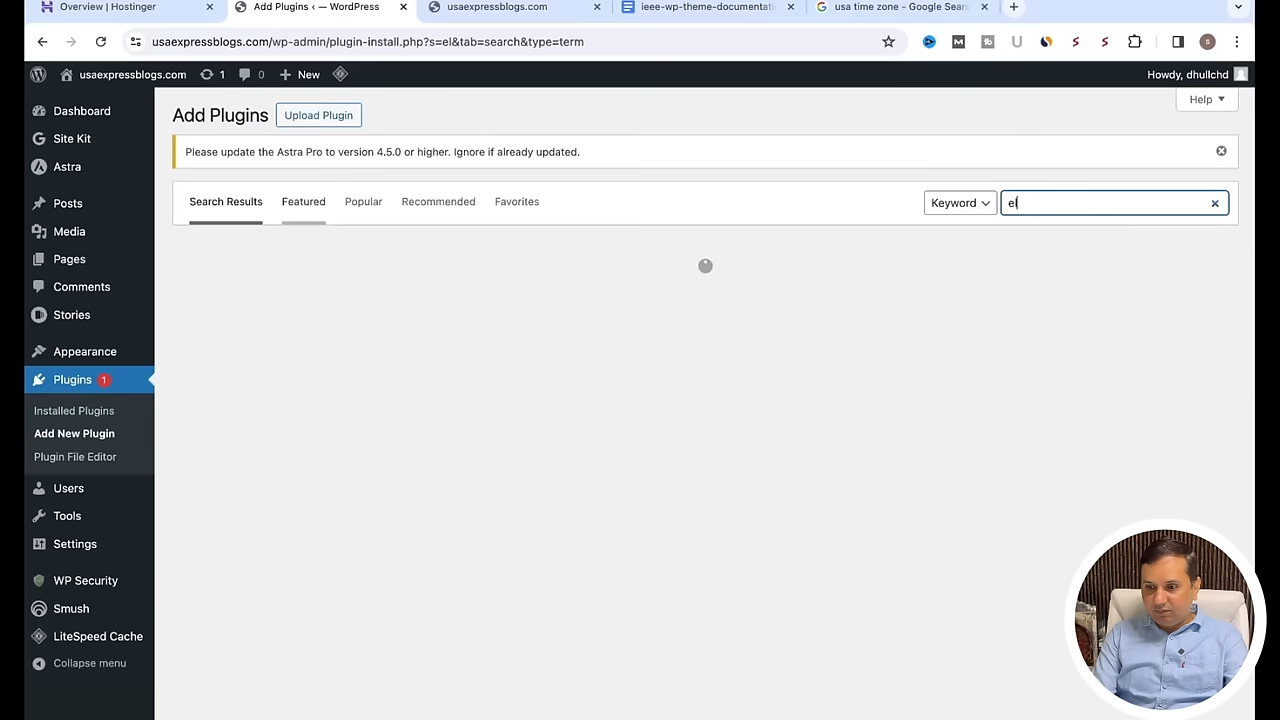 Overview | Hostinger
Add Plugins ‹ — WordPress
usaexpressblogs.com
ieee-wp-theme-documentati
usa time zone - Google Sear
usaexpressblogs.com/wp-admin/plugin-install.php?s=el&tab=search&type=term
usaexpressblogs.com
1
0
New
Howdy, dhullchd
Dashboard
Site Kit
Astra
Posts
Media
Pages
Comments
Stories
Appearance
Plugins 1
Installed Plugins
Add New Plugin
Plugin File Editor
Users
Tools
Settings
WP Security
Smush
LiteSpeed Cache
Collapse menu
Help
Add Plugins
Upload Plugin
Please update the Astra Pro to version 4.5.0 or higher. Ignore if already updated.
Search Results Featured Popular Recommended Favorites
Keyword
el